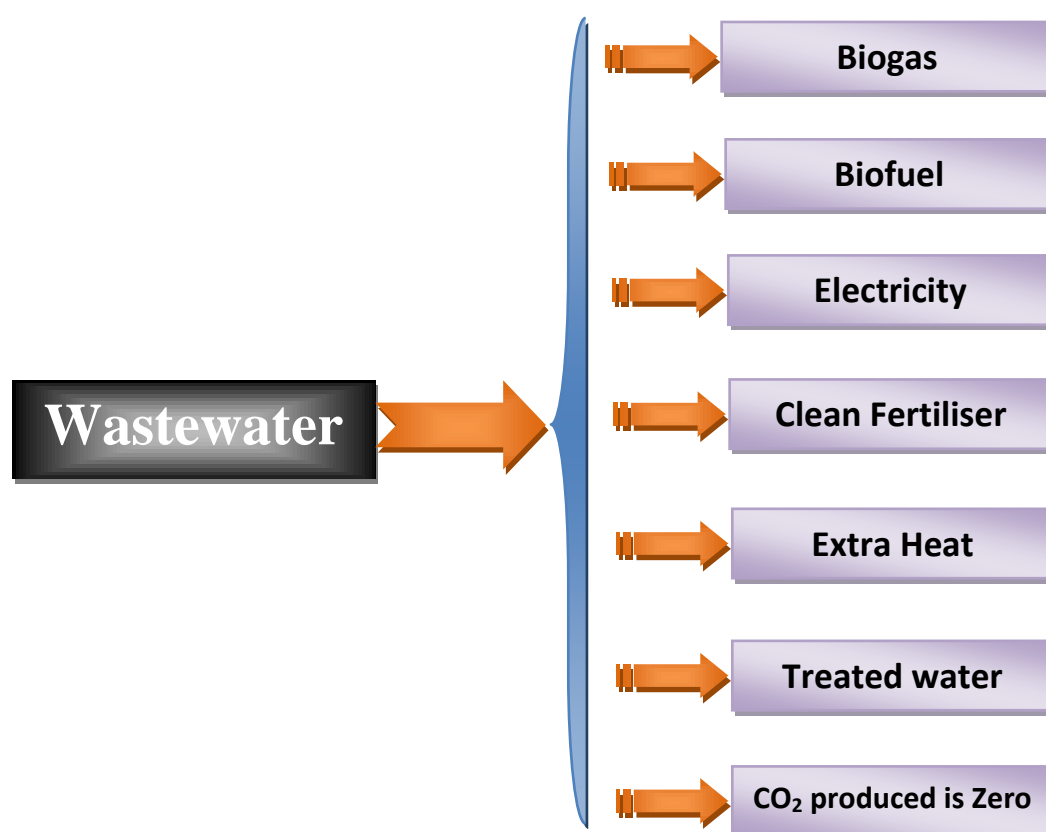 Biogas
Biofuel
Electricity
Wastewater
Clean Fertiliser
Extra Heat
Treated water
CO₂ produced is Zero